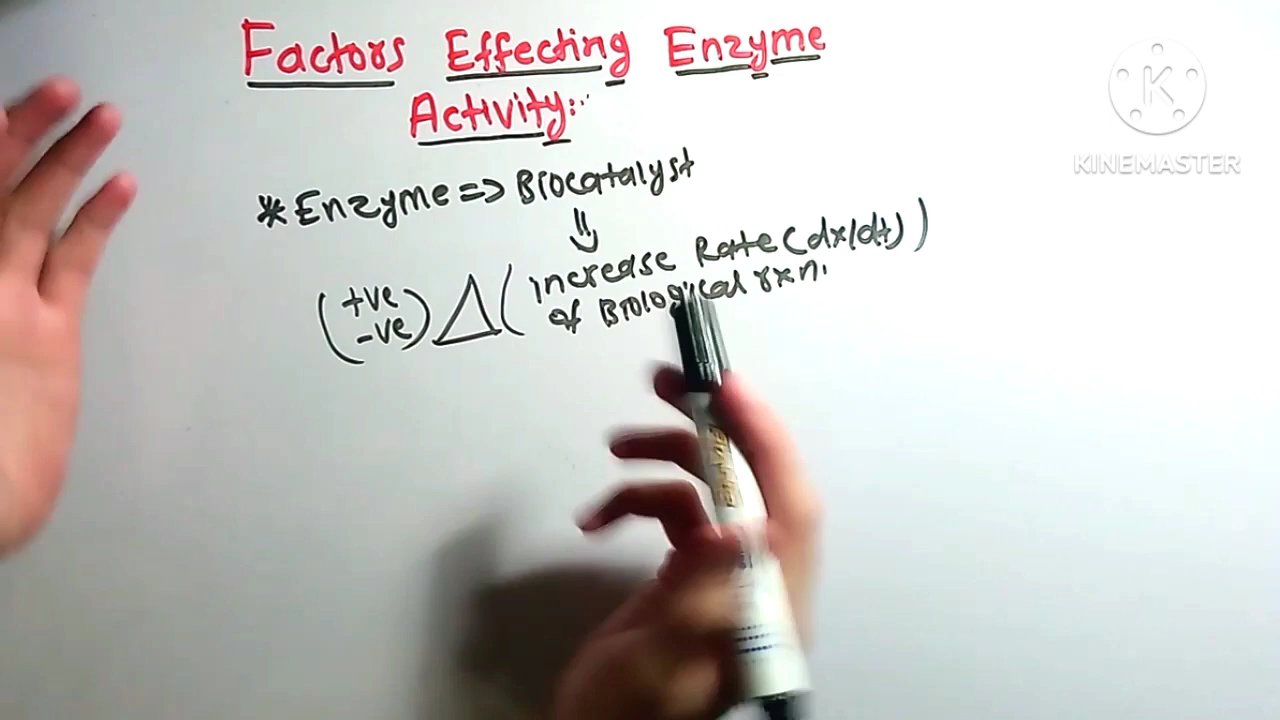 Factors Effecting Enzyme
Activity:
*Enzyme => Biocatalyst
(+ve
-ve) Δ (increase Rate (dx/dt))
of Biological rxn.
K
KINEMASTER